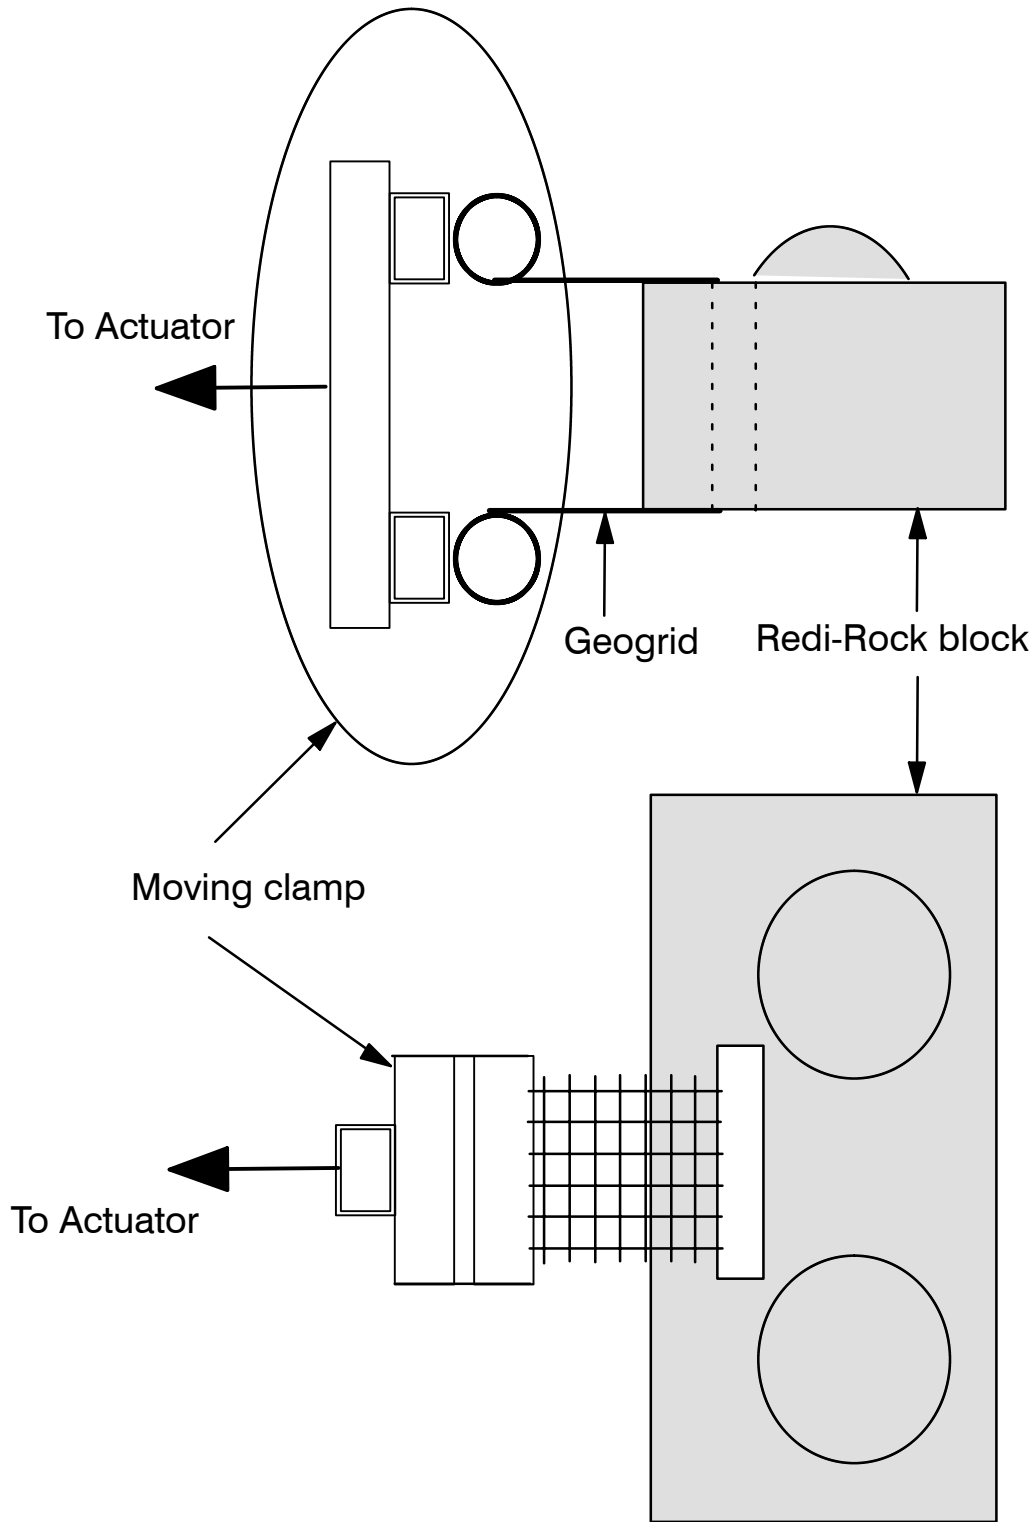 To Actuator
Geogrid
Redi-Rock block
Moving clamp
To Actuator